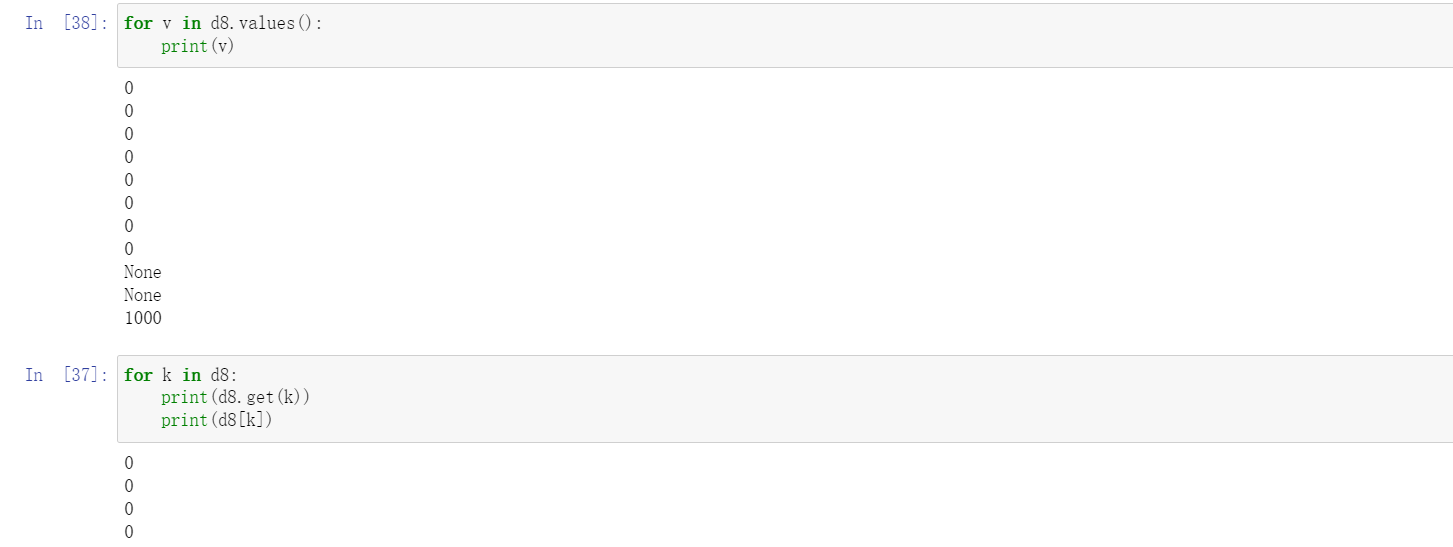 In [38]: for v in d8.values():
    print(v)
0
0
0
0
0
0
0
0
None
None
1000
In [37]: for k in d8:
    print(d8.get(k))
    print(d8[k])
0
0
0
0